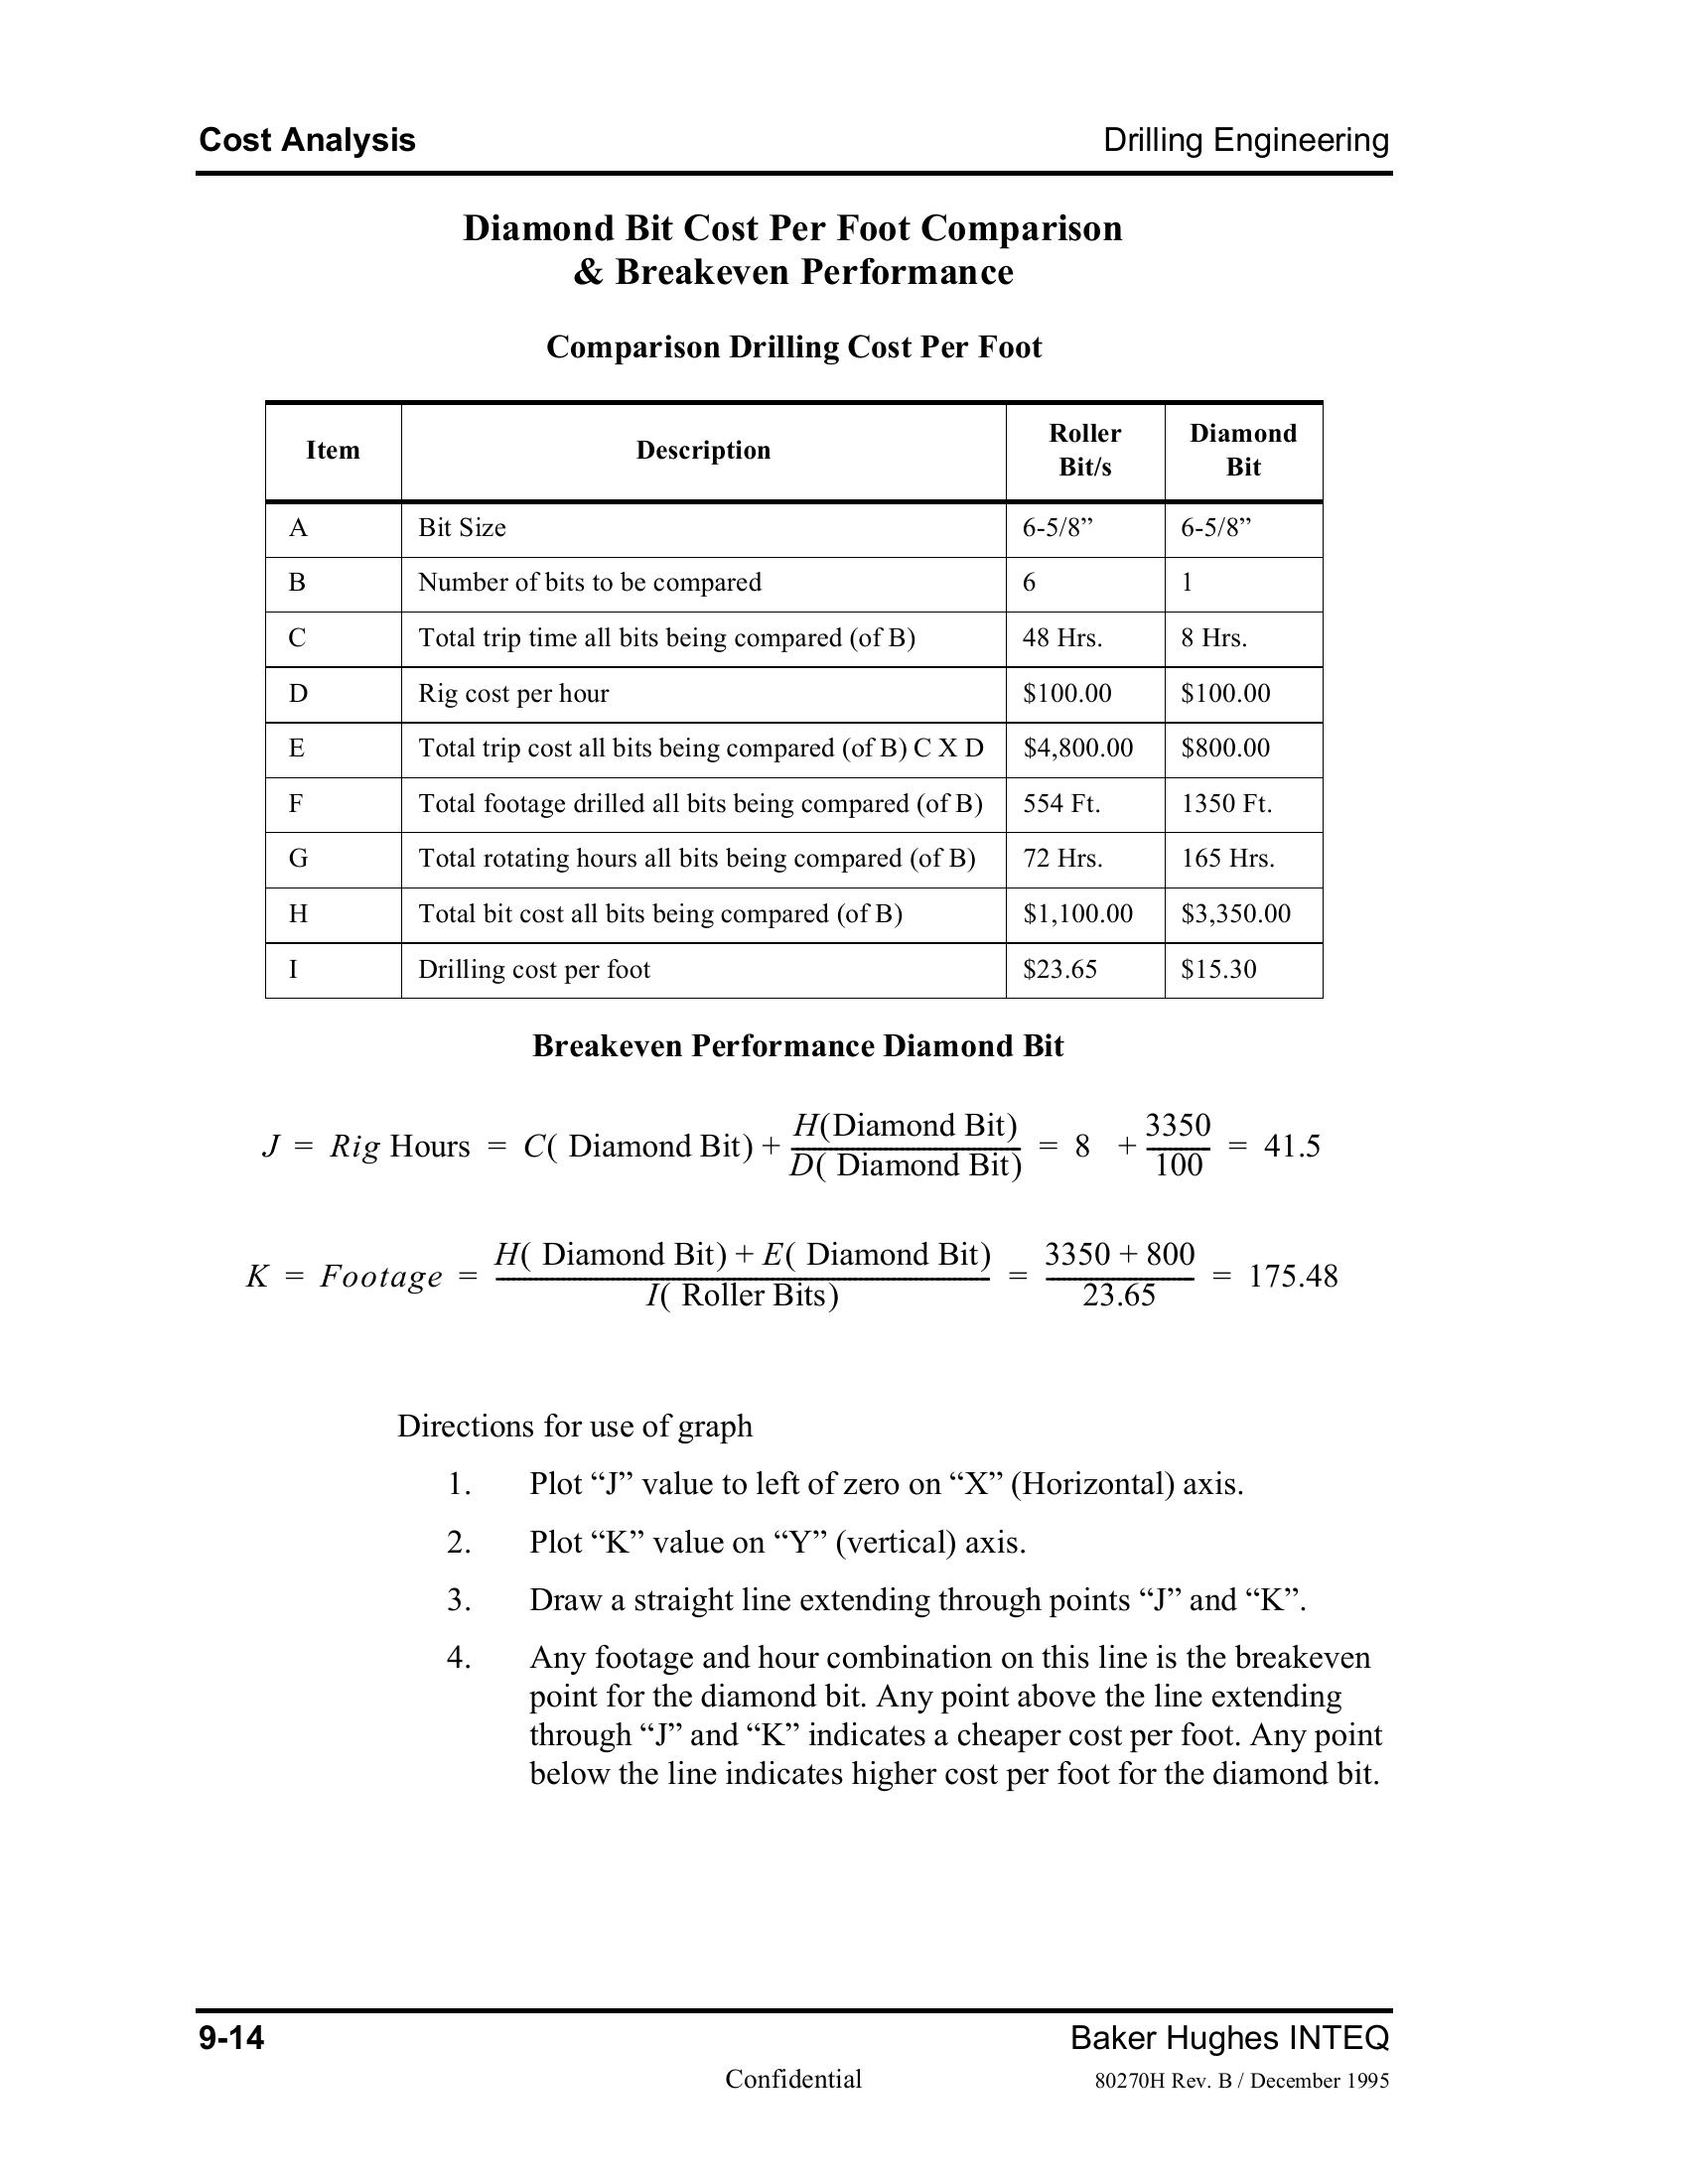 Cost Analysis Drilling Engineering
Diamond Bit Cost Per Foot Comparison
& Breakeven Performance
Comparison Drilling Cost Per Foot
Item Description Roller Bit/s Diamond Bit
A Bit Size 6-5/8” 6-5/8”
B Number of bits to be compared 6 1
C Total trip time all bits being compared (of B) 48 Hrs. 8 Hrs.
D Rig cost per hour $100.00 $100.00
E Total trip cost all bits being compared (of B) C X D $4,800.00 $800.00
F Total footage drilled all bits being compared (of B) 554 Ft. 1350 Ft.
G Total rotating hours all bits being compared (of B) 72 Hrs. 165 Hrs.
H Total bit cost all bits being compared (of B) $1,100.00 $3,350.00
I Drilling cost per foot $23.65 $15.30
Breakeven Performance Diamond Bit
J = Rig Hours = C( Diamond Bit) + H(Diamond Bit) / D( Diamond Bit) = 8 + 3350 / 100 = 41.5
K = Footage = H( Diamond Bit) + E( Diamond Bit) / I( Roller Bits) = 3350 + 800 / 23.65 = 175.48
Directions for use of graph
1. Plot “J” value to left of zero on “X” (Horizontal) axis.
2. Plot “K” value on “Y” (vertical) axis.
3. Draw a straight line extending through points “J” and “K”.
4. Any footage and hour combination on this line is the breakeven
point for the diamond bit. Any point above the line extending
through “J” and “K” indicates a cheaper cost per foot. Any point
below the line indicates higher cost per foot for the diamond bit.
9-14 Baker Hughes INTEQ
Confidential 80270H Rev. B / December 1995